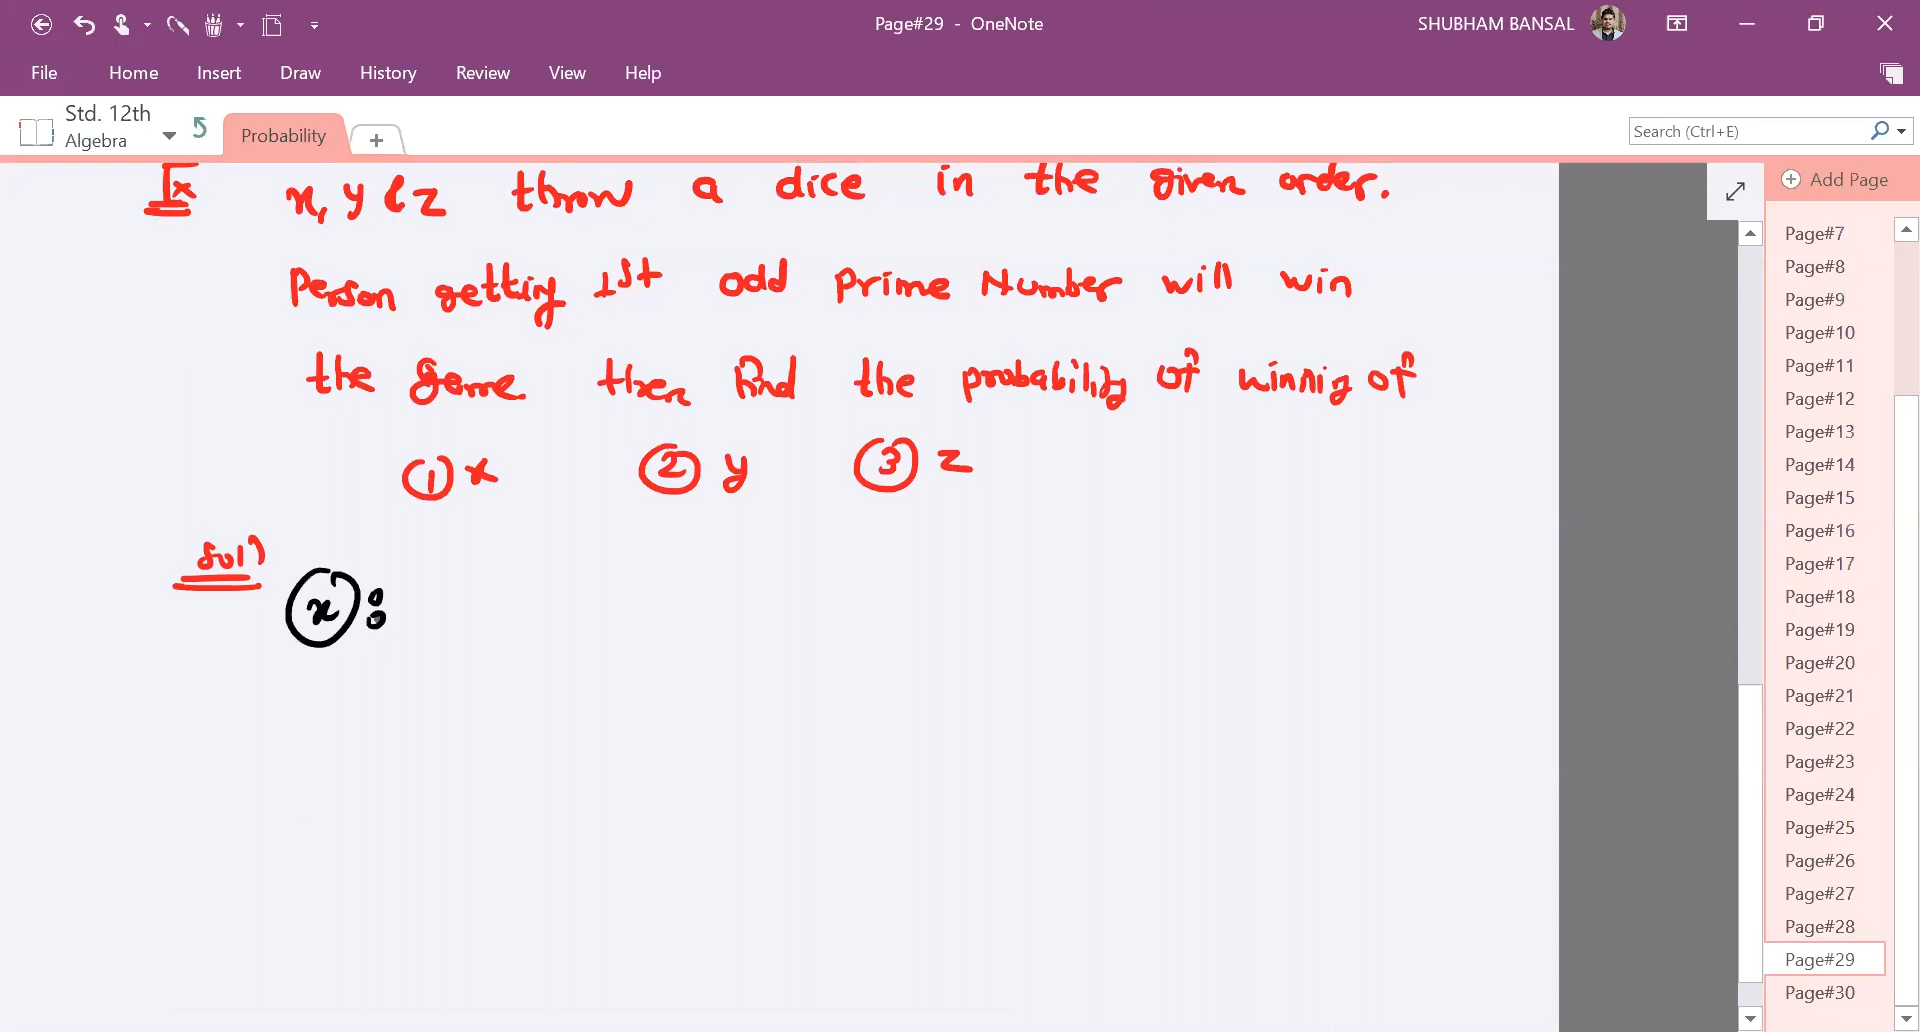 Page#29 - OneNote
SHUBHAM BANSAL
File Home Insert Draw History Review View Help
Std. 12th
Algebra
Probability
Search (Ctrl+E)
Ex x, y & z throw a dice in the given order.
Person getting 1st odd Prime Number will win
the game then find the probability of winnig of
① x ② y ③ z
Solⁿ
x :
Add Page
Page#7
Page#8
Page#9
Page#10
Page#11
Page#12
Page#13
Page#14
Page#15
Page#16
Page#17
Page#18
Page#19
Page#20
Page#21
Page#22
Page#23
Page#24
Page#25
Page#26
Page#27
Page#28
Page#29
Page#30